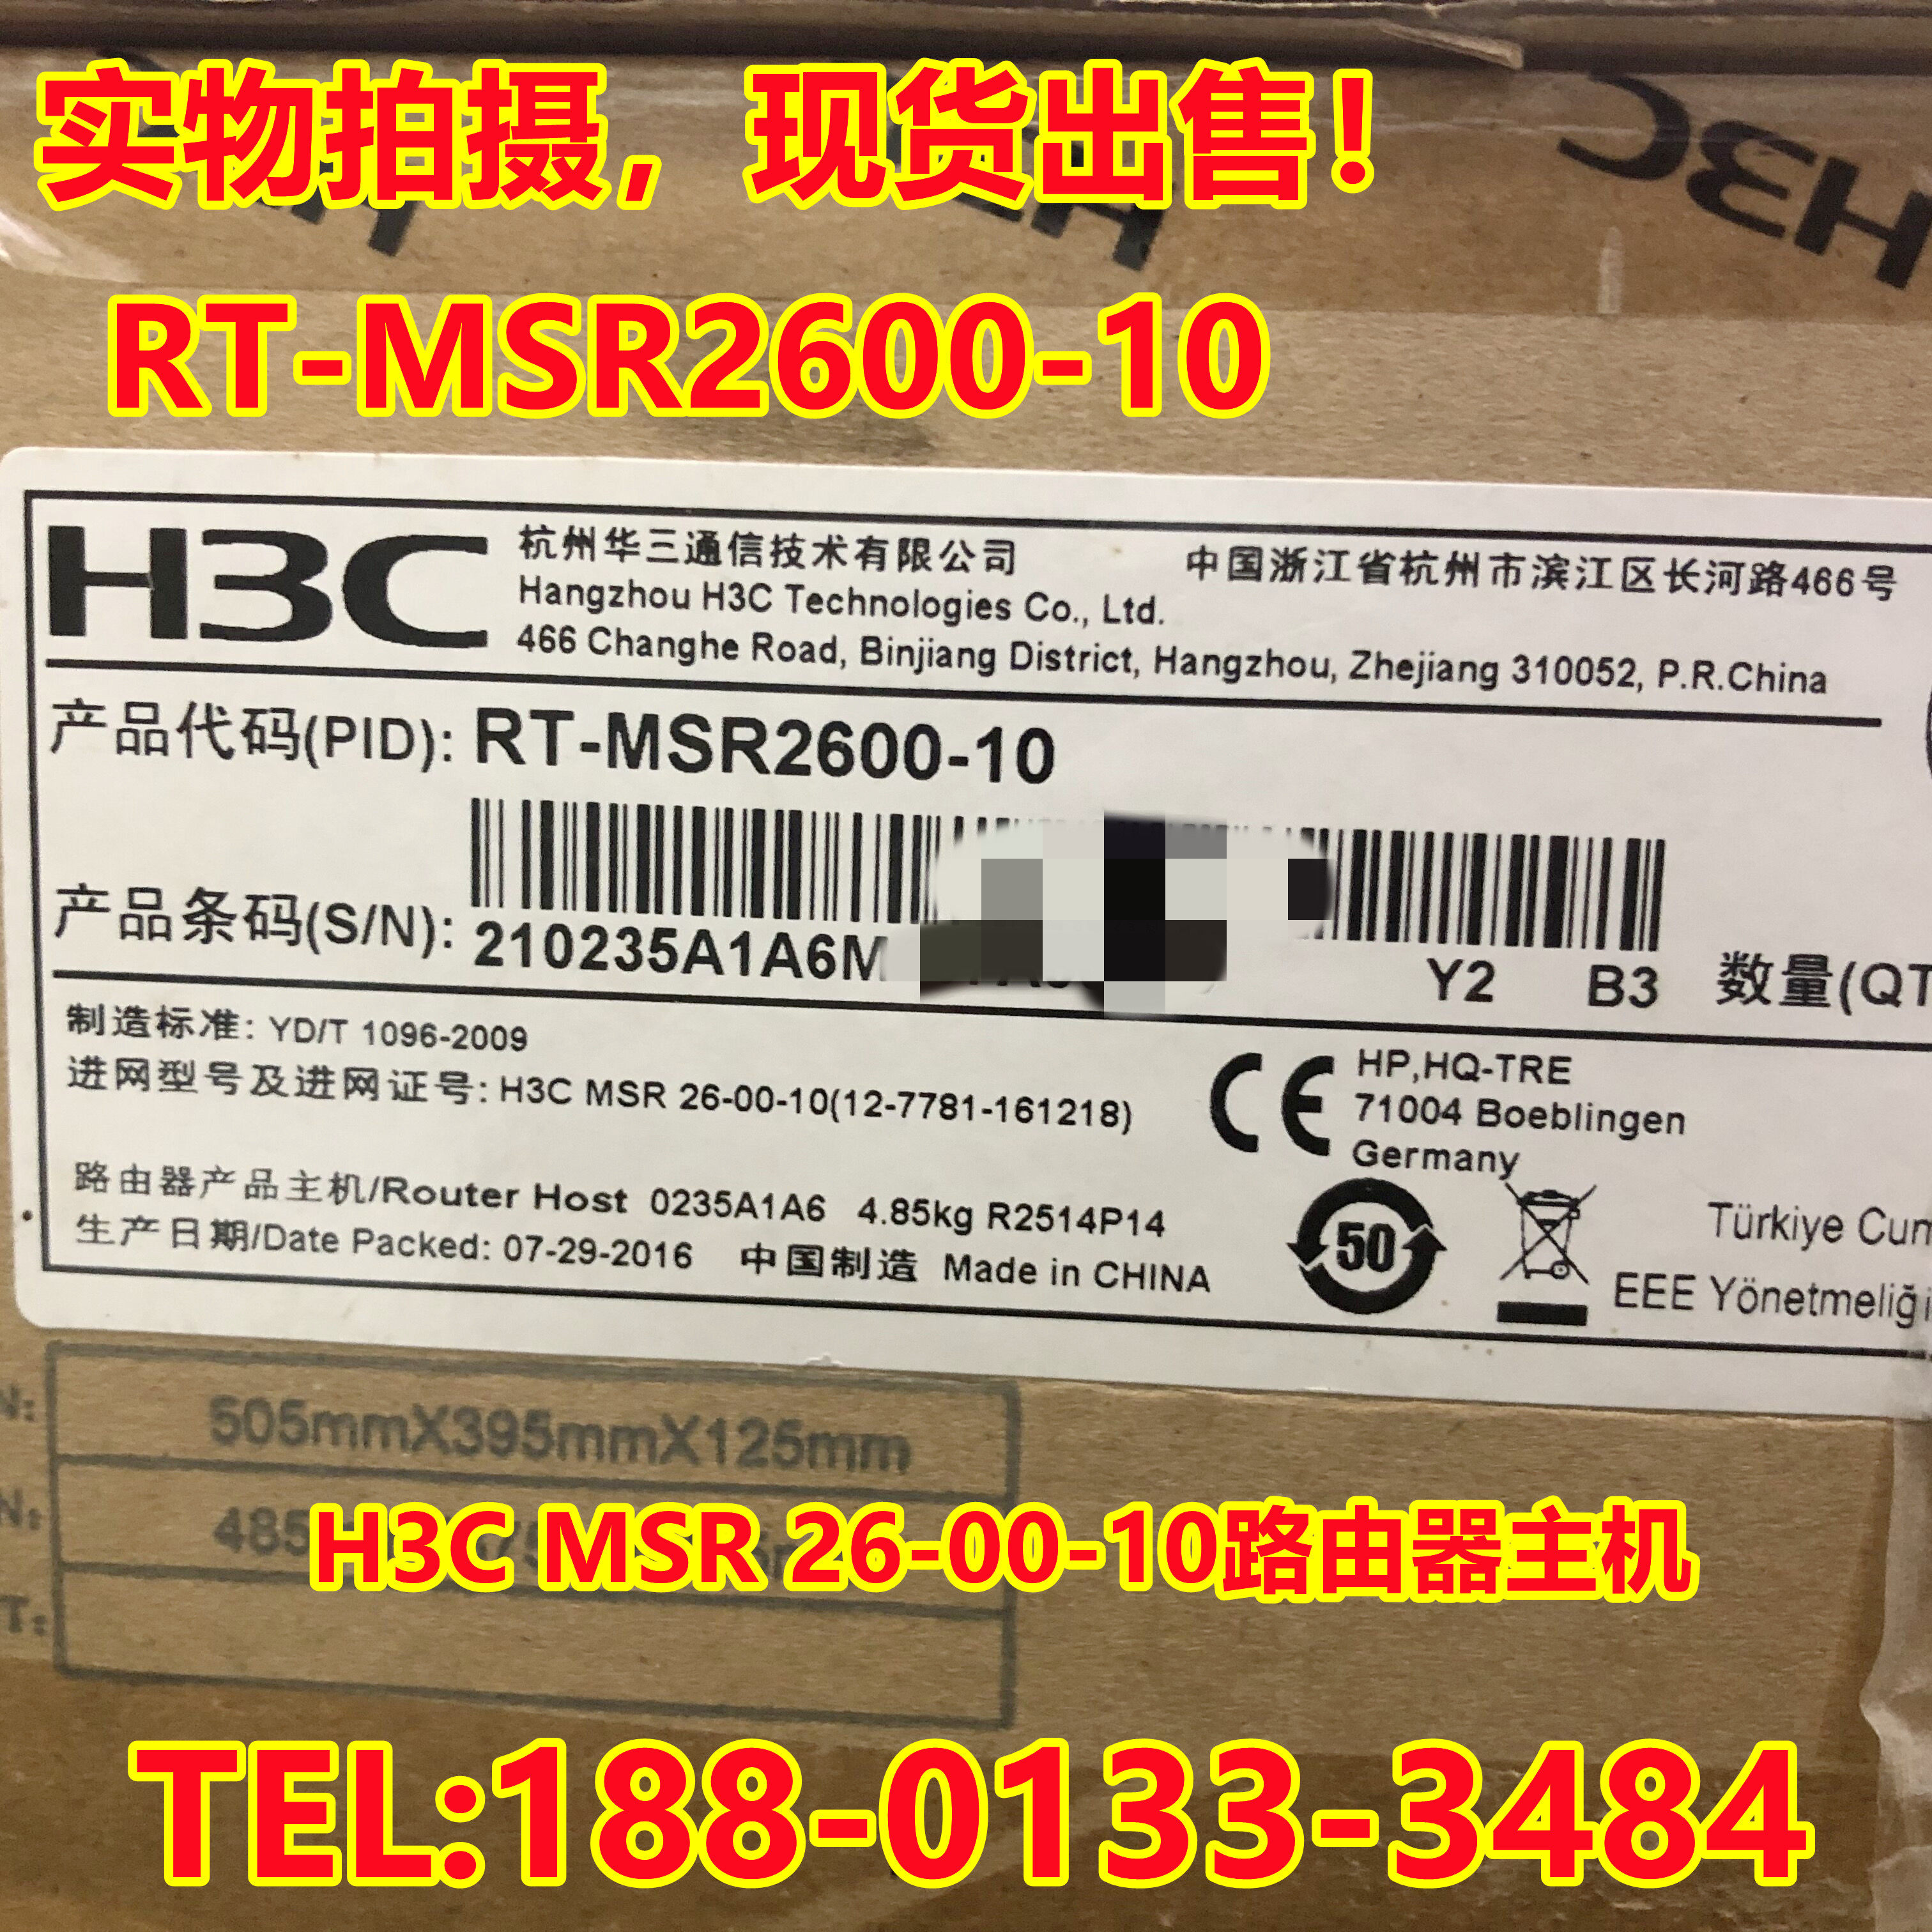 实物拍摄，现货出售！
H3C
RT-MSR2600-10
H3C
杭州华三通信技术有限公司
中国浙江省杭州市滨江区长河路466号
Hangzhou H3C Technologies Co., Ltd.
466 Changhe Road, Binjiang District, Hangzhou, Zhejiang 310052, P.R.China
产品代码(PID): RT-MSR2600-10
产品条码(S/N): 210235A1A6M Y2 B3 数量(QT
制造标准: YD/T 1096-2009
进网型号及进网证号: H3C MSR 26-00-10(12-7781-161218)
CE
HP,HQ-TRE
71004 Boeblingen
Germany
路由器产品主机/Router Host 0235A1A6 4.85kg R2514P14
生产日期/Date Packed: 07-29-2016 中国制造 Made in CHINA
50
Türkiye Cum
EEE Yönetmeliği
N: 505mmX395mmX125mm
N: 485
H3C MSR 26-00-10路由器主机
T:
TEL:188-0133-3484